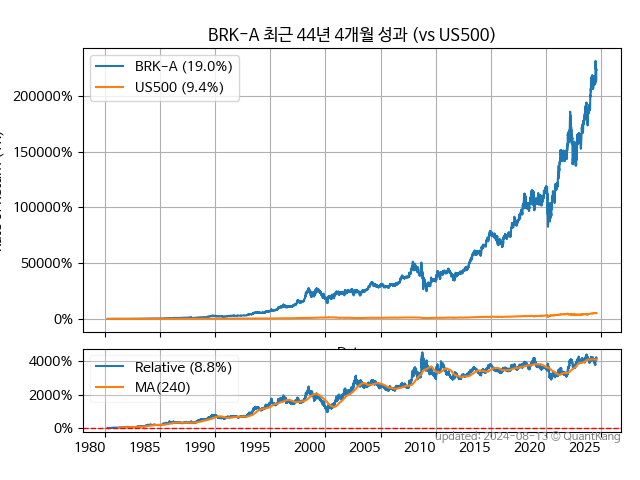 BRK-A 최근 44년 4개월 성과 (vs US500)
BRK-A (19.0%)
US500 (9.4%)
200000%
150000%
100000%
50000%
0%
4000%
2000%
0%
Relative (8.8%)
MA(240)
1980 1985 1990 1995 2000 2005 2010 2015 2020 2025
updated: 2024-08-13 © QuantKang